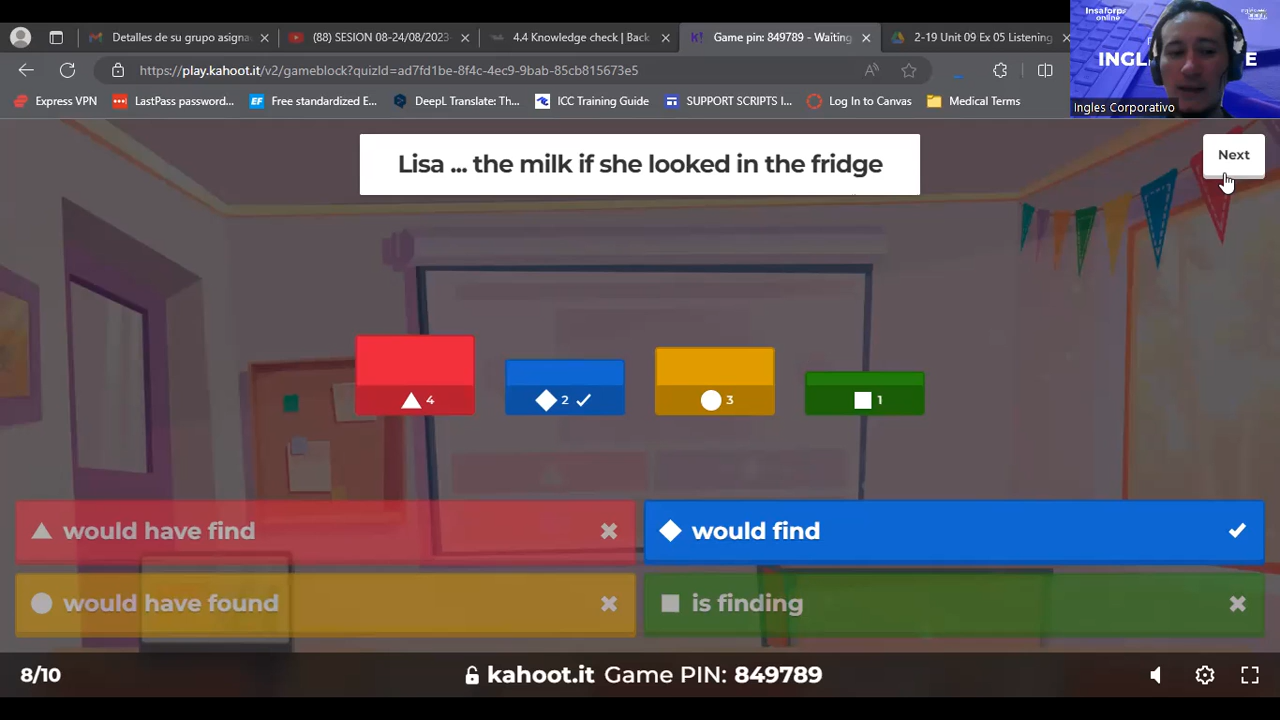 Detalles de su grupo asigna
(88) SESION 08-24/08/2023-
4.4 Knowledge check | Back
Game pin: 849789 - Waiting
2-19 Unit 09 Ex 05 Listening
Insaforp
online
INGL
E
Ingles Corporativo
https://play.kahoot.it/v2/gameblock?quizId=ad7fd1be-8f4c-4ec9-9bab-85cb815673e5
Express VPN
LastPass password...
Free standardized E...
DeepL Translate: Th...
ICC Training Guide
SUPPORT SCRIPTS I...
Log In to Canvas
Medical Terms
Lisa ... the milk if she looked in the fridge
Next
4
2
3
1
would have find
would find
would have found
is finding
8/10
kahoot.it Game PIN: 849789